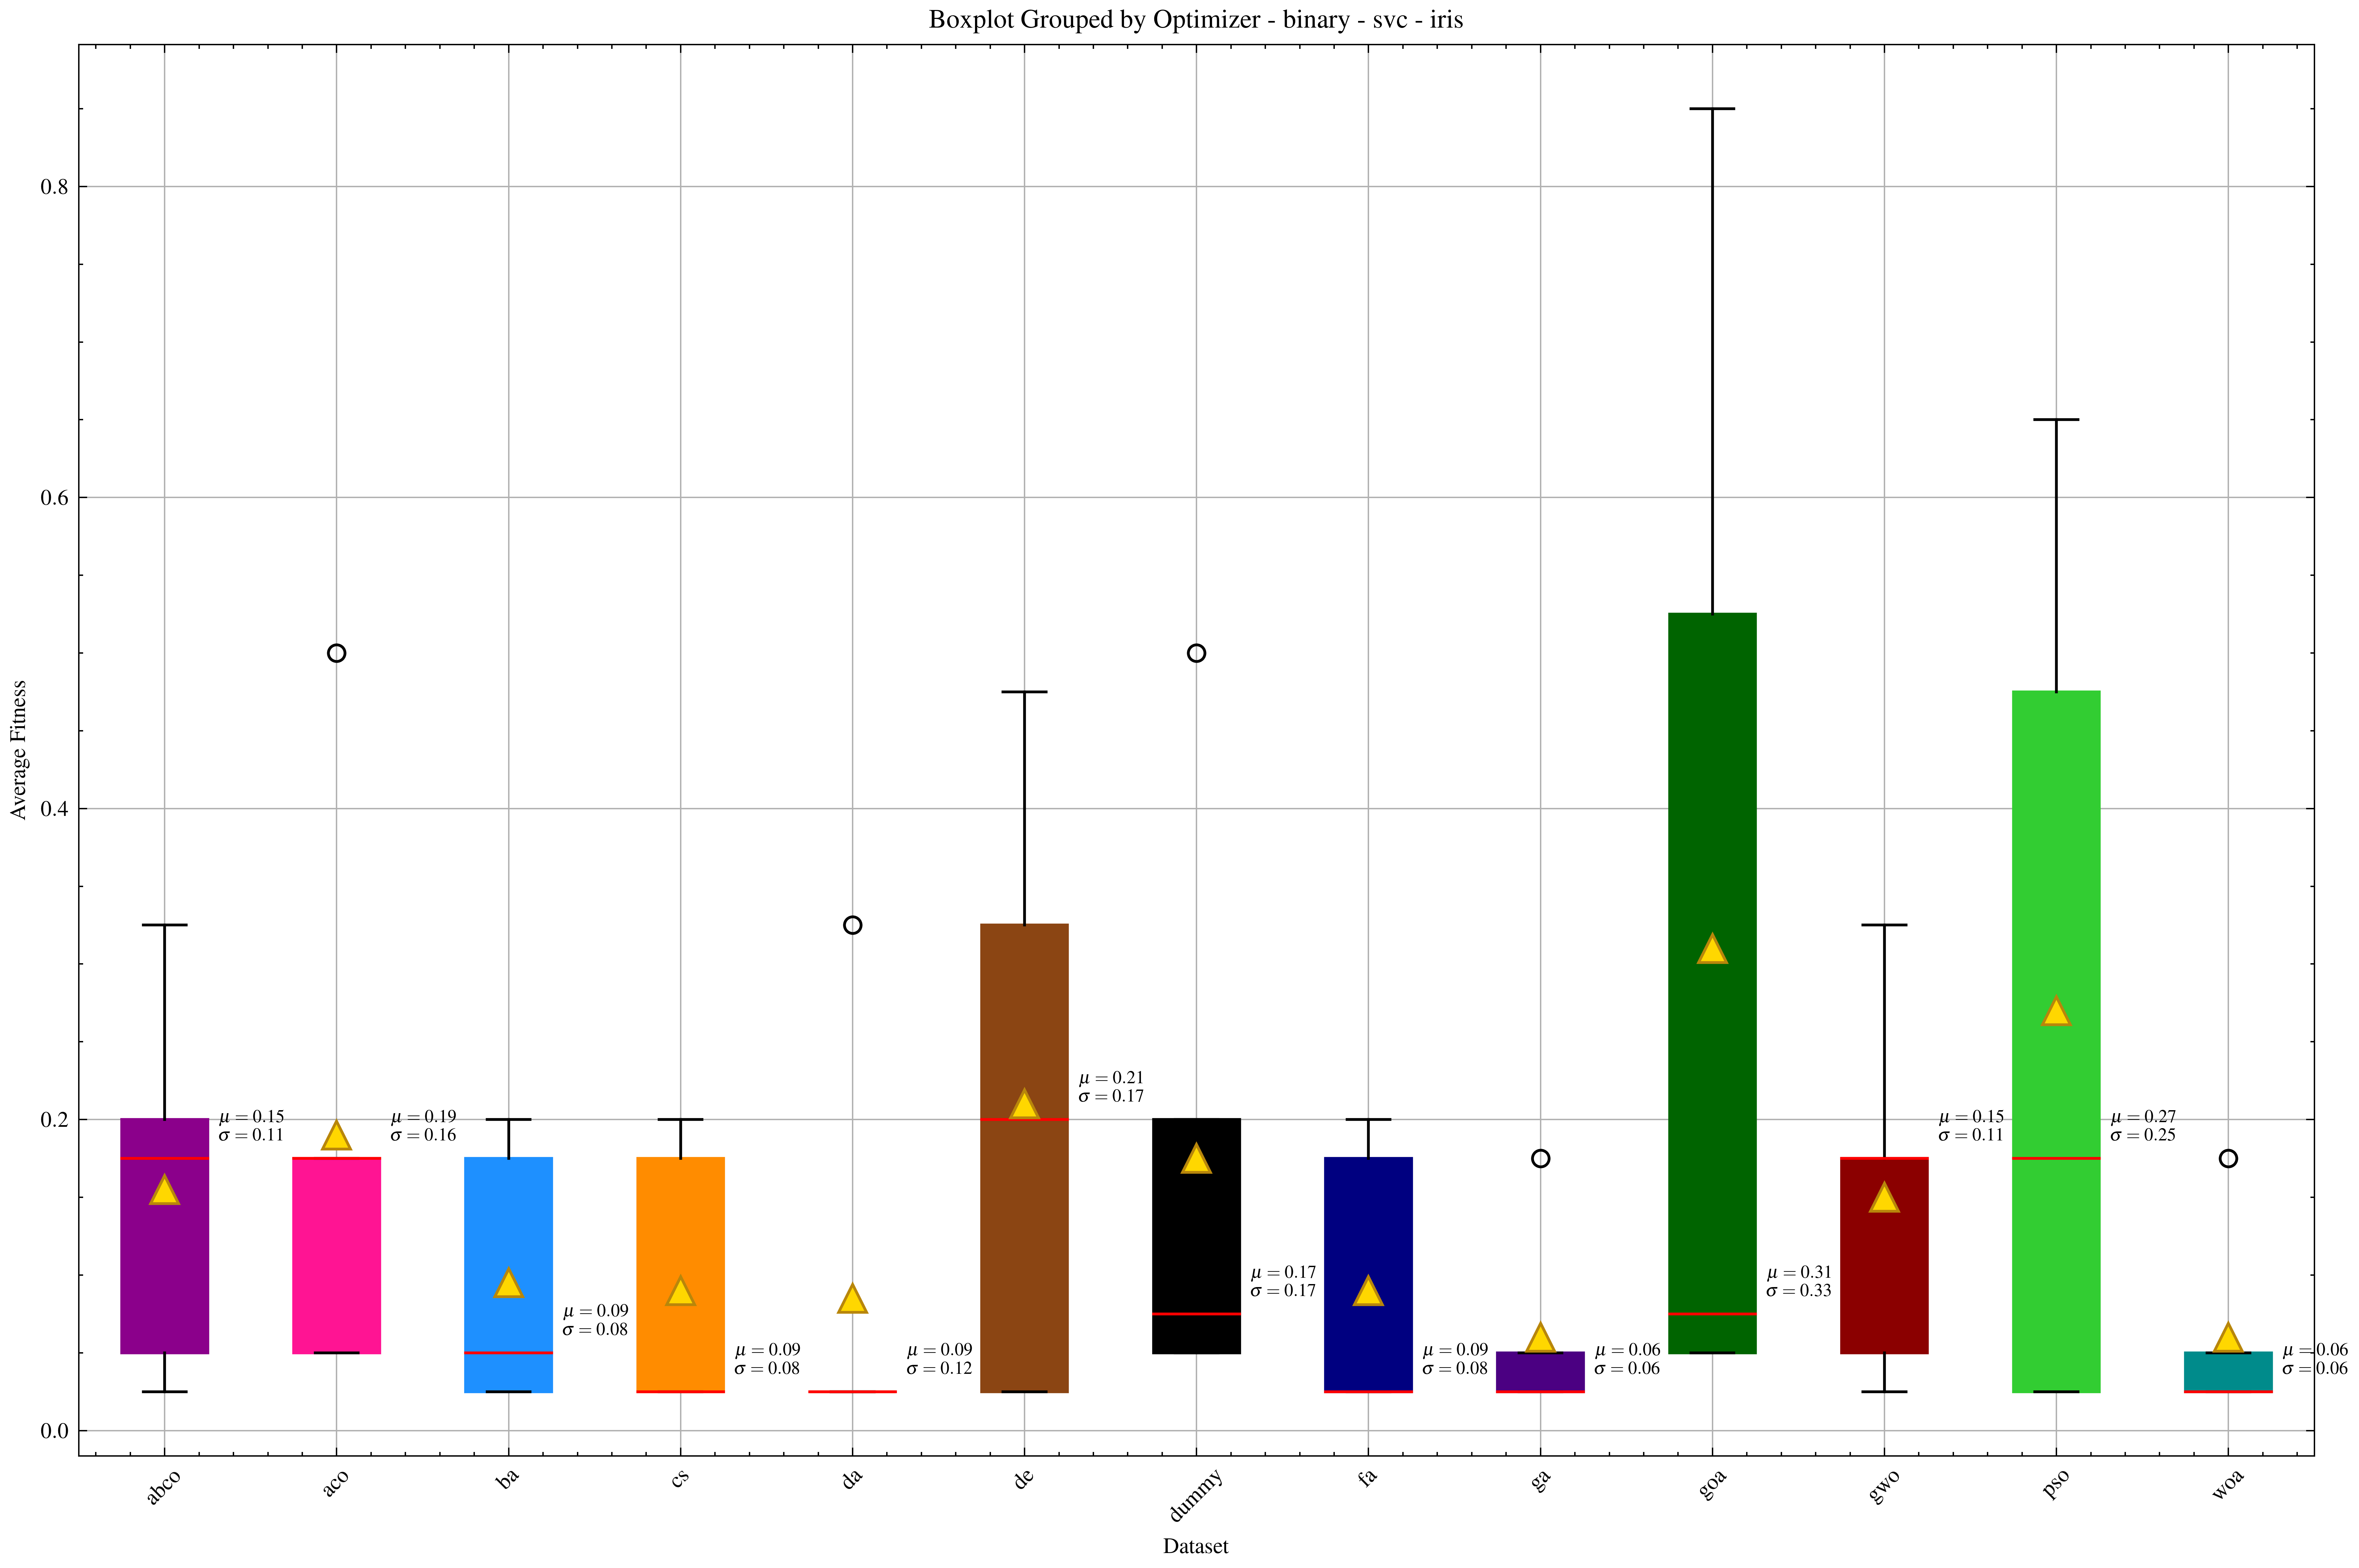 Boxplot Grouped by Optimizer - binary - svc - iris
Average Fitness
0.8
0.6
0.4
0.2
0.0
μ = 0.15
σ = 0.11
μ = 0.19
σ = 0.16
μ = 0.09
σ = 0.08
μ = 0.09
σ = 0.08
μ = 0.09
σ = 0.12
μ = 0.21
σ = 0.17
μ = 0.17
σ = 0.17
μ = 0.09
σ = 0.08
μ = 0.06
σ = 0.06
μ = 0.31
σ = 0.33
μ = 0.15
σ = 0.11
μ = 0.27
σ = 0.25
μ = 0.06
σ = 0.06
abco
aco
ba
cs
da
de
dummy
fa
ga
goa
gwo
pso
woa
Dataset